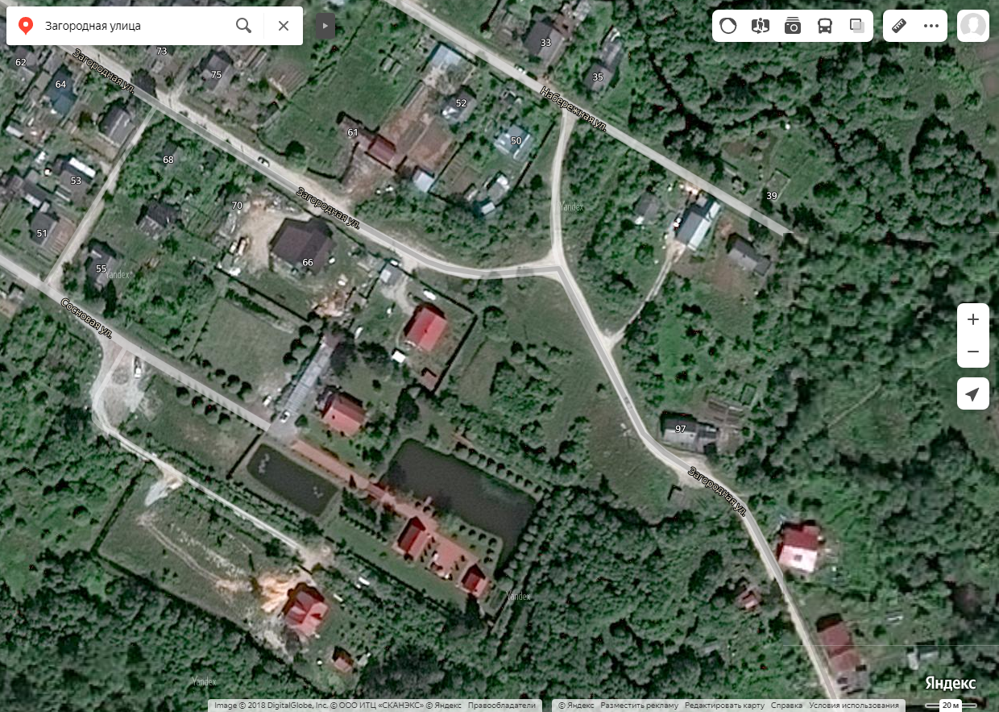 Загородная улица
73
62
75
64
Загородная ул.
33
35
Набережная ул.
52
61
50
68
53
70
Загородная ул.
39
Yandex
51
66
55
Yandex
Сосновая ул.
97
Загородная ул.
Yandex
Yandex
Яндекс
Image © 2018 DigitalGlobe, Inc. © ООО ИТЦ «СКАНЭКС» © Яндекс Правообладатели
© Яндекс Разместить рекламу Редактировать карту Справка Условия использования
20 м